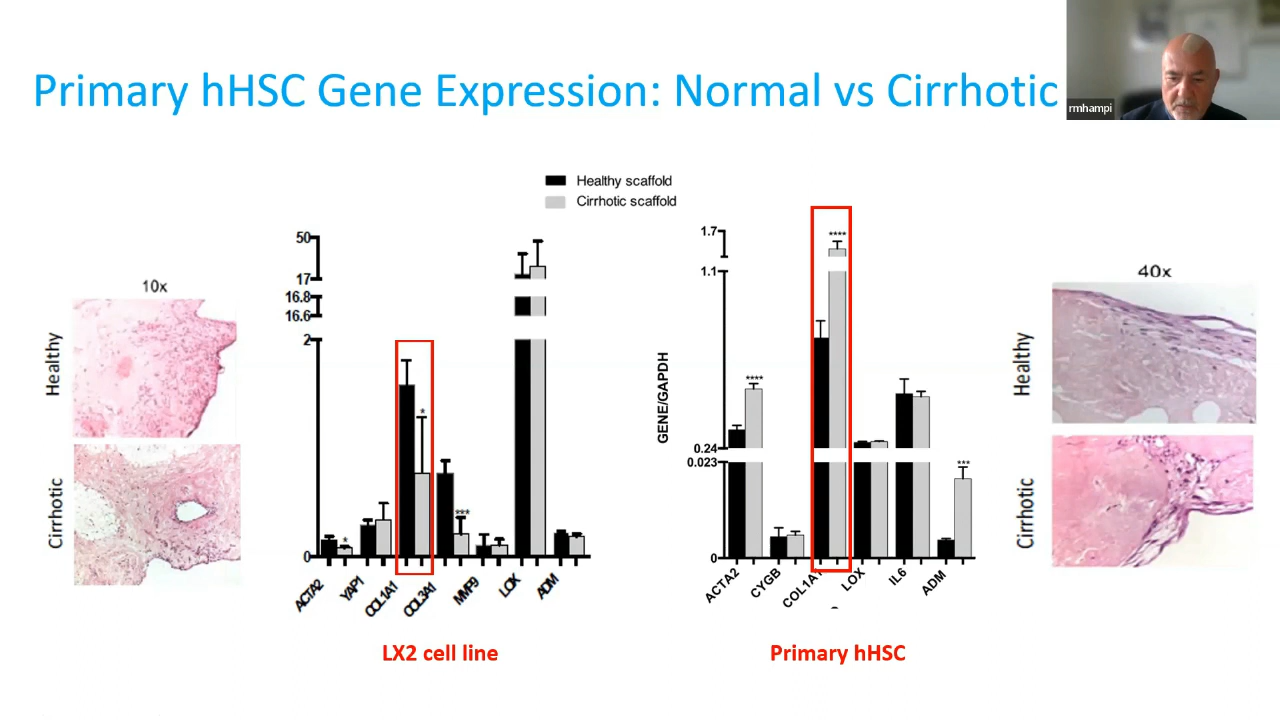 Primary hHSC Gene Expression: Normal vs Cirrhotic
rmhampi
Healthy scaffold
Cirrhotic scaffold
10x
Healthy
Cirrhotic
50
17
16.8
16.6
2
0
*
*
***
ACTA2
YAP1
COL1A1
COL3A1
MMP9
LOX
ADM
LX2 cell line
GENE/GAPDH
1.7
1.1
0.24
0.023
0
****
****
***
ACTA2
CYGB
COL1A1
LOX
IL6
ADM
Primary hHSC
40x
Healthy
Cirrhotic